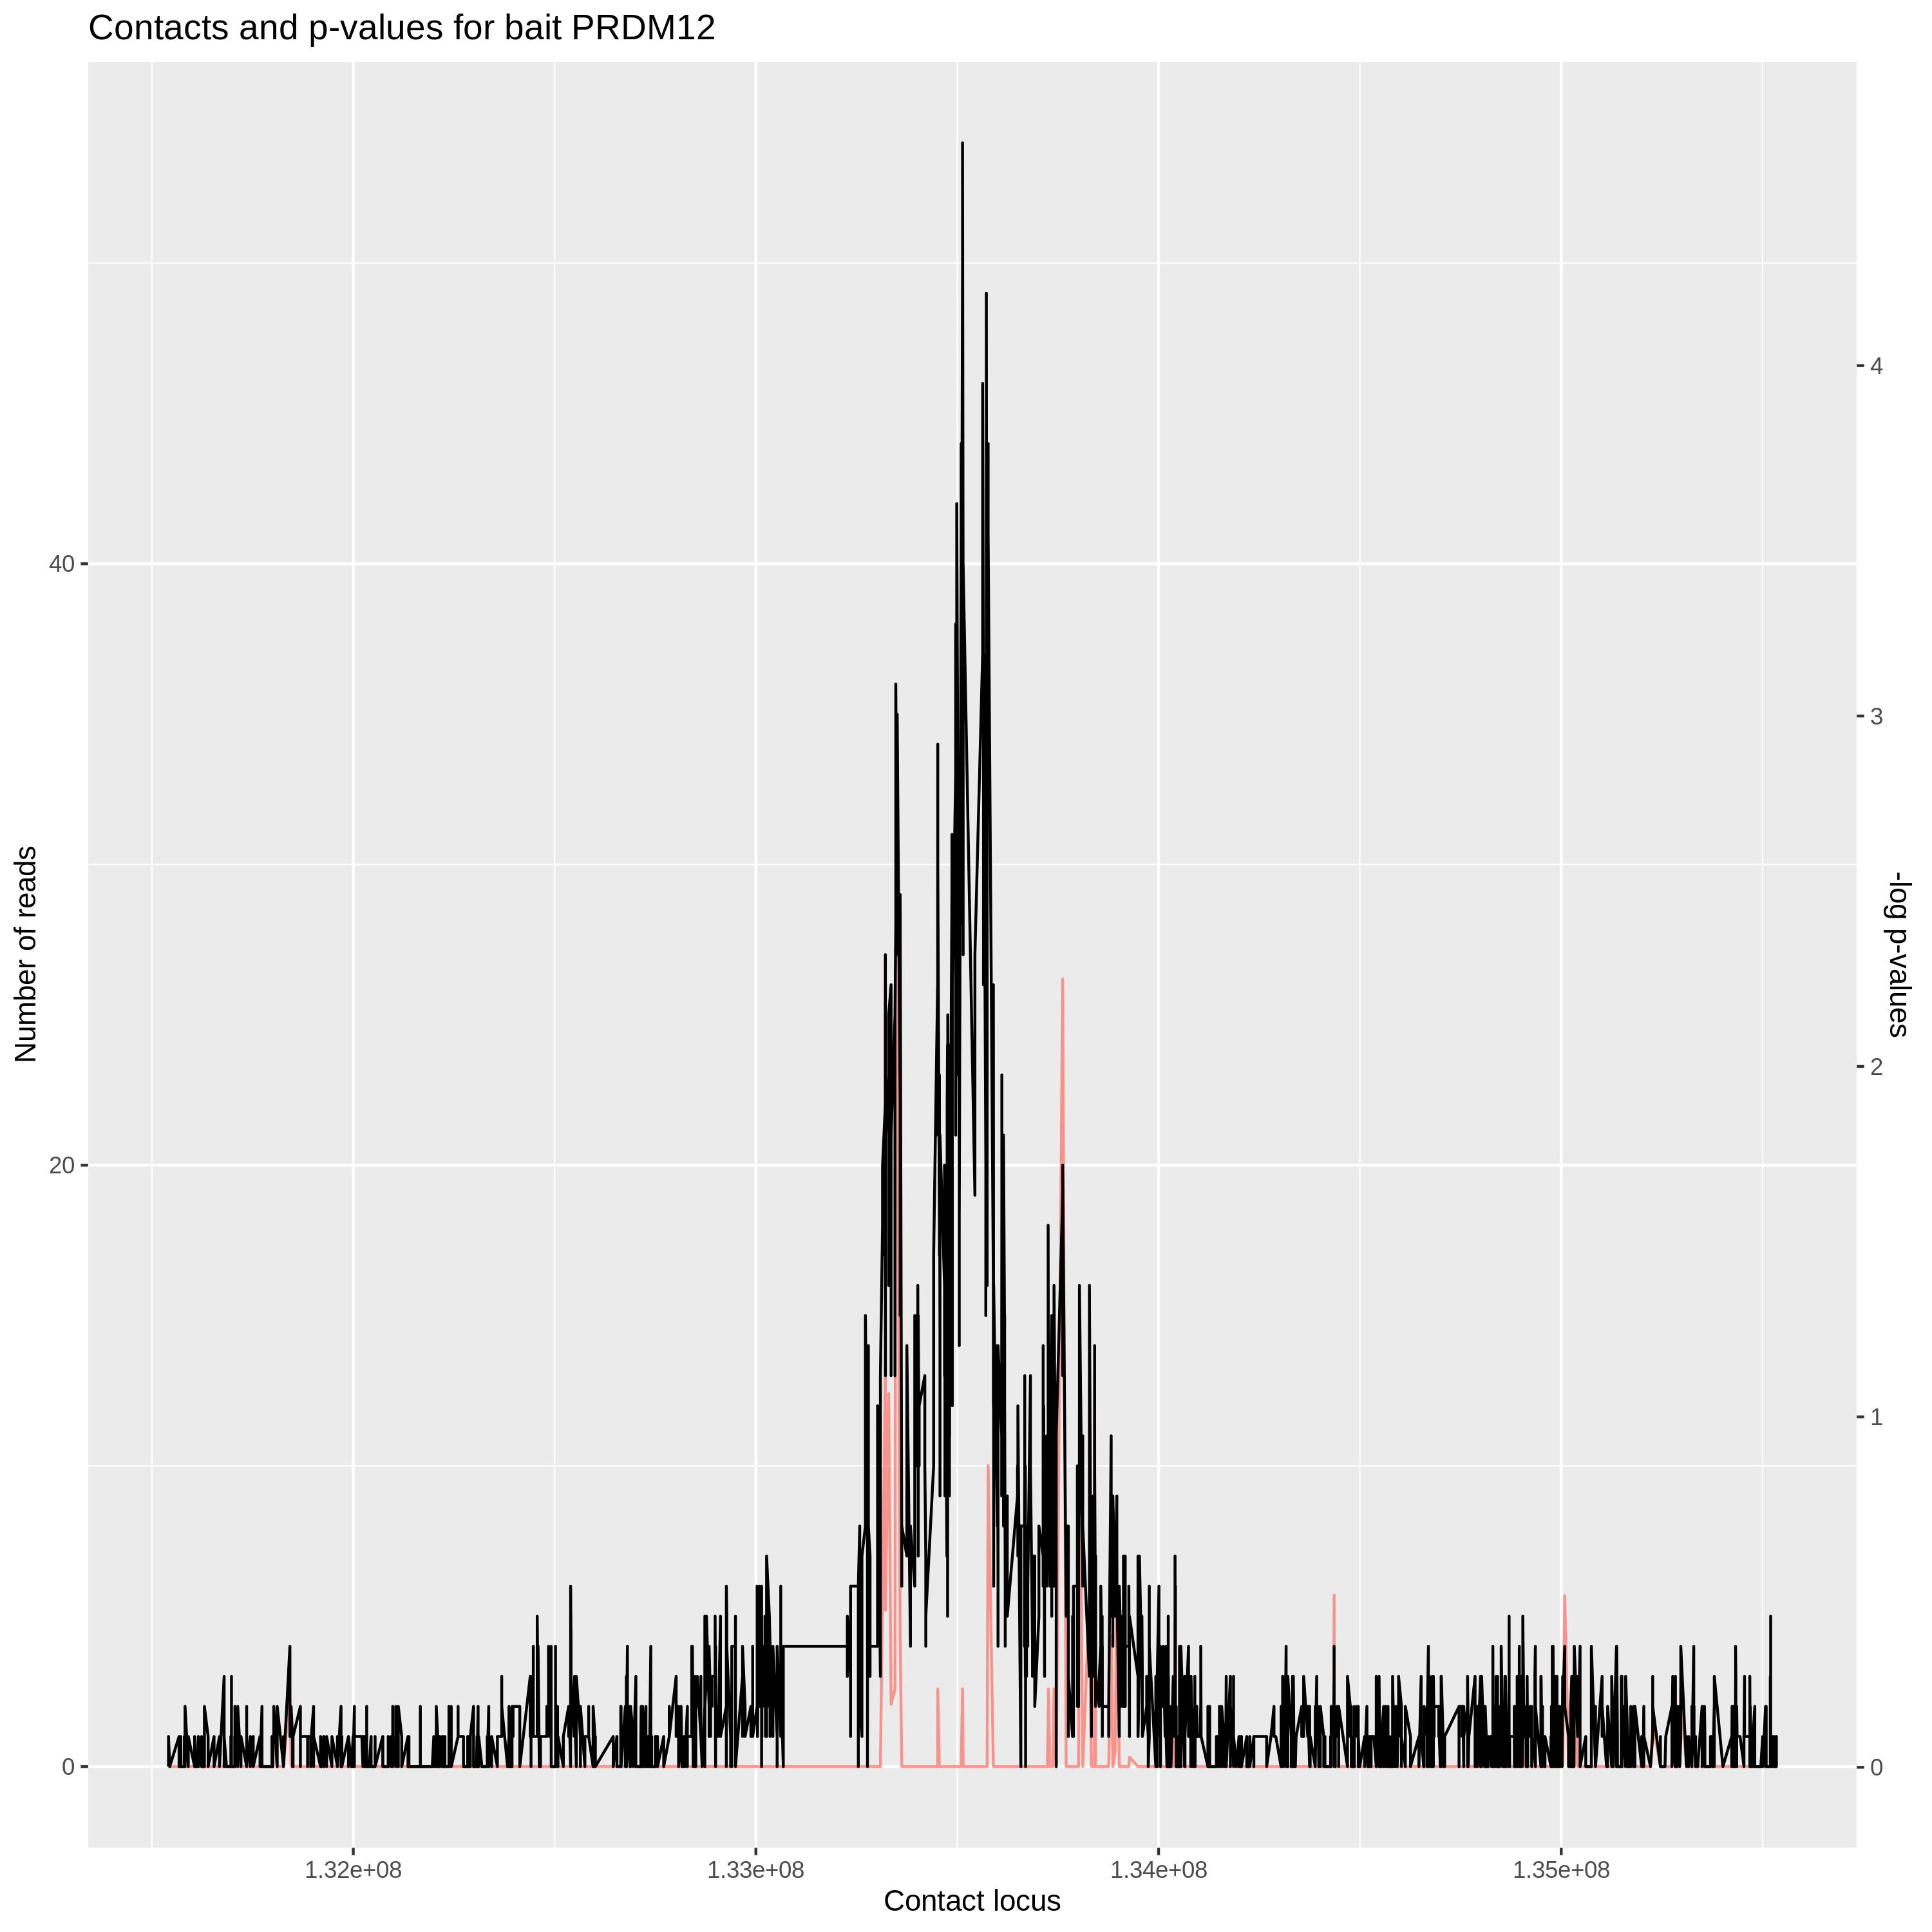 Contacts and p-values for bait PRDM12
Number of reads
40
20
0
4
3
2
1
0
-log p-values
1.32e+08
1.33e+08
1.34e+08
1.35e+08
Contact locus